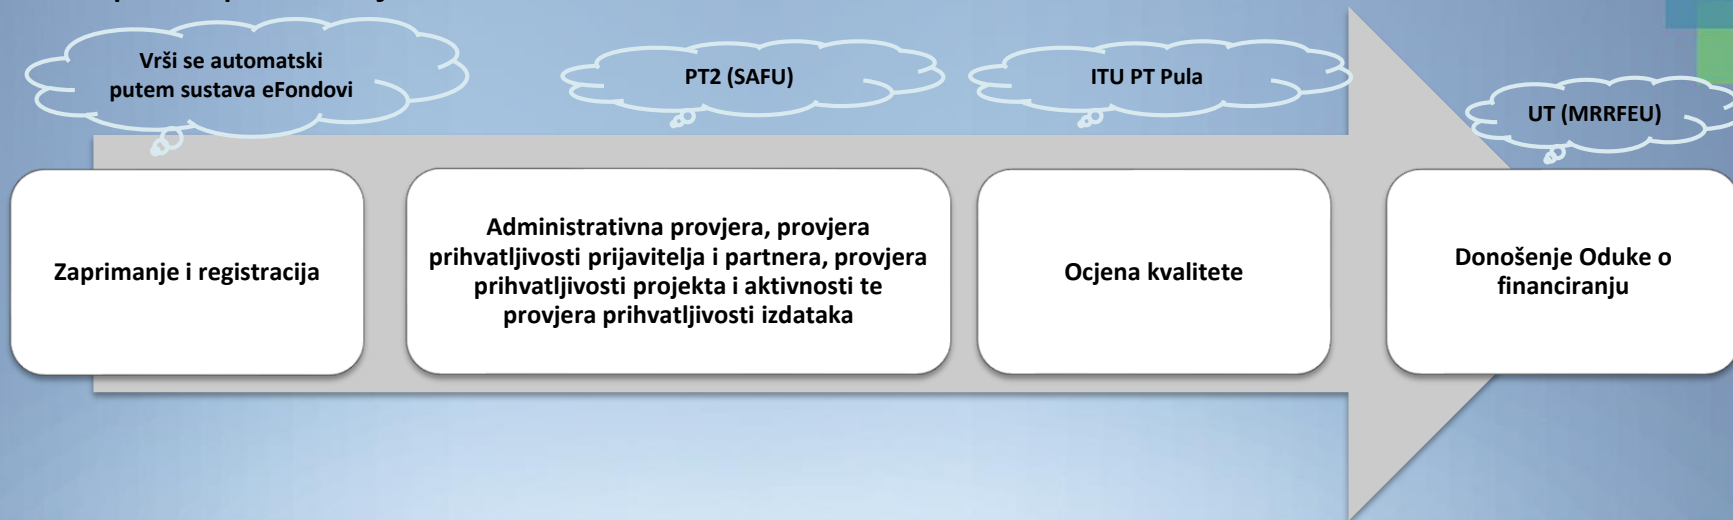 Vrši se automatski
putem sustava eFondovi
PT2 (SAFU)
ITU PT Pula
UT (MRRFEU)
Zaprimanje i registracija
Administrativna provjera, provjera
prihvatljivosti prijavitelja i partnera, provjera
prihvatljivosti projekta i aktivnosti te
provjera prihvatljivosti izdataka
Ocjena kvalitete
Donošenje Oduke o
financiranju